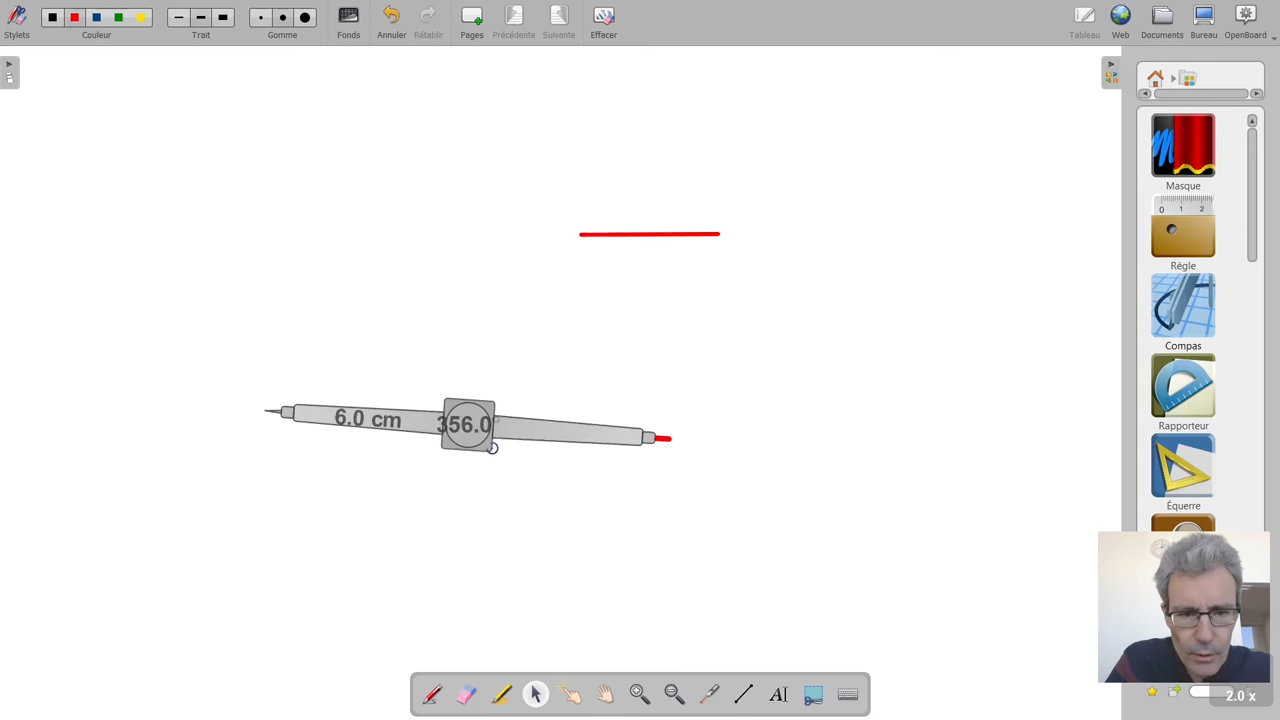 Stylets
Couleur
Trait
Gomme
Fonds
Annuler
Rétablir
Pages
Précédente
Suivante
Effacer
Tableau
Web
Documents
Bureau
OpenBoard
Masque
0 1 2
Règle
Compas
Rapporteur
Équerre
6.0 cm
356.0°
AI
2.0 x